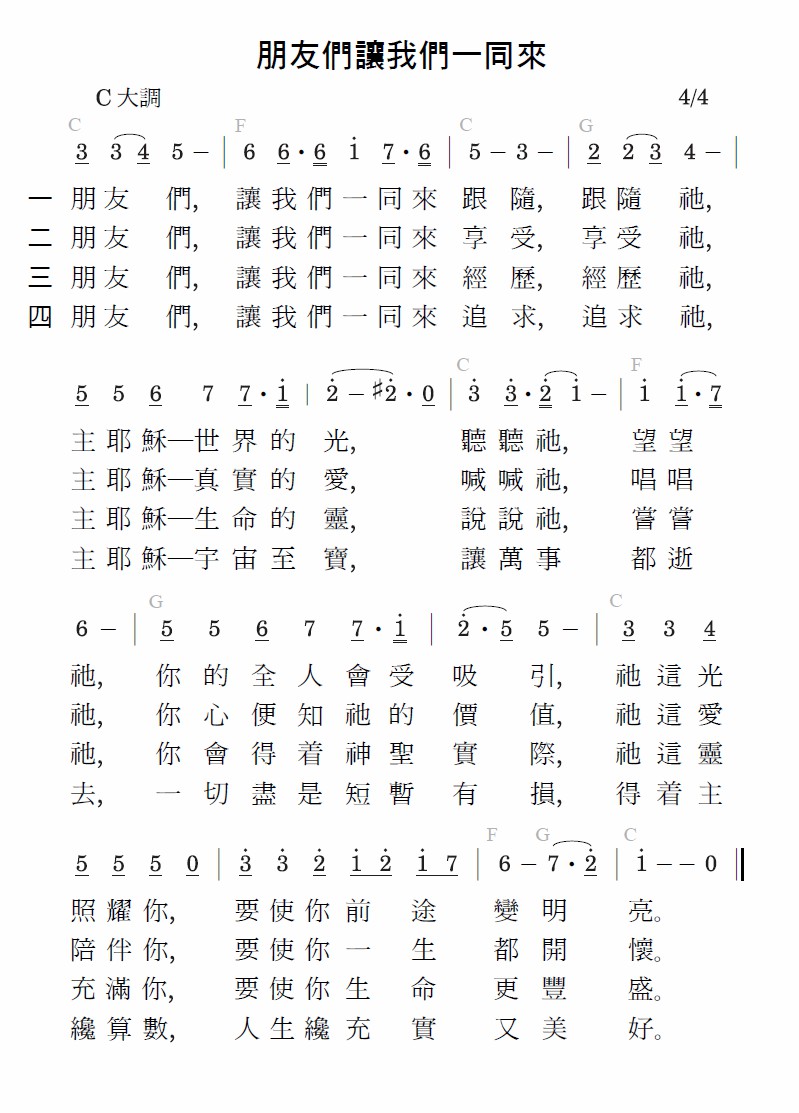 朋友們讓我們一同來
C 大調 4/4
C F C G
3 3 4 5 – | 6 6 · 6 1 7 · 6 | 5 – 3 – | 2 2 3 4 – |
一 朋友 們, 讓我們一同來 跟 隨, 跟隨 祂,
二 朋友 們, 讓我們一同來 享 受, 享受 祂,
三 朋友 們, 讓我們一同來 經 歷, 經歷 祂,
四 朋友 們, 讓我們一同來 追 求, 追求 祂,
C F
5 5 6 7 7 · 1 | 2 – #2 · 0 | 3 3 · 2 1 – | 1 1 · 7
主耶穌—世界的 光, 聽聽祂, 望望
主耶穌—真實的 愛, 喊喊祂, 唱唱
主耶穌—生命的 靈, 說說祂, 嘗嘗
主耶穌—宇宙至 寶, 讓萬事 都逝
G C
6 – | 5 5 6 7 7 · 1 | 2 · 5 5 – | 3 3 4
祂, 你的全人會受吸 引, 祂這光
祂, 你心便知祂的價 值, 祂這愛
祂, 你會得着神聖實 際, 祂這靈
去, 一切盡是短暫有 損, 得着主
F G C
5 5 5 0 | 3 3 2 1 2 1 7 | 6 – 7 · 2 | 1 – – 0 ‖
照耀你, 要使你前 途 變明 亮。
陪伴你, 要使你一 生 都開 懷。
充滿你, 要使你生 命 更豐 盛。
纔算數, 人生纔充 實 又美 好。